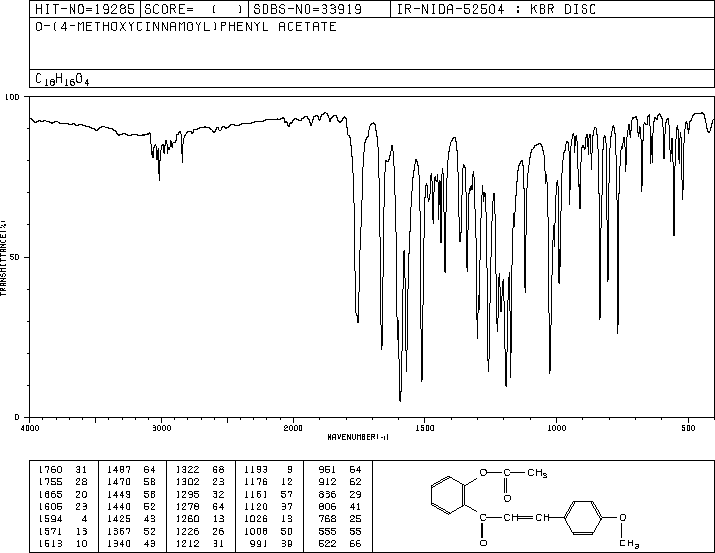 HIT-NO=19285 SCORE= ( ) SDBS-NO=33919 IR-NIDA-52504 : KBR DISC
O-(4-METHOXYCINNAMOYL)PHENYL ACETATE
C18H16O4
100
50
0
TRANSMITTANCE(%)
4000 3000 2000 1500 1000 500
WAVENUMBER(-1)
1760 31 1487 64 1322 68 1193 9 951 64
1755 28 1470 58 1302 23 1176 12 912 62
1665 20 1449 58 1295 32 1161 57 836 29
1605 29 1440 52 1278 64 1120 37 806 41
1594 4 1425 43 1260 13 1026 13 768 25
1571 13 1367 52 1226 26 1008 50 555 55
1513 10 1340 43 1212 31 991 39 522 66
O C CH3
O
C CH CH
O
O
CH3